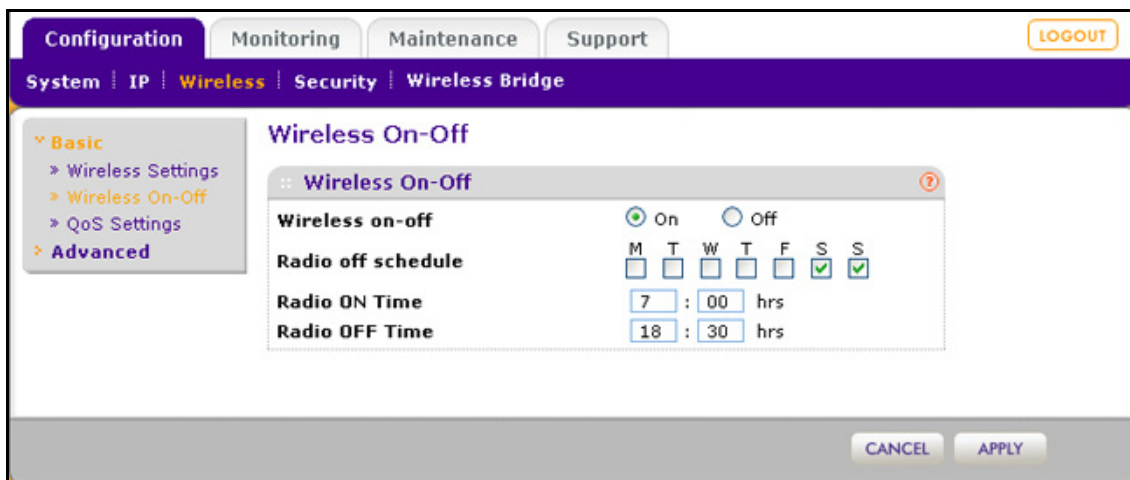 Configuration Monitoring Maintenance Support LOGOUT
System IP Wireless Security Wireless Bridge
Basic
» Wireless Settings
» Wireless On-Off
» QoS Settings
Advanced
Wireless On-Off
Wireless On-Off ?
Wireless on-off On Off
M T W T F S S
Radio off schedule
Radio ON Time 7 : 00 hrs
Radio OFF Time 18 : 30 hrs
CANCEL APPLY